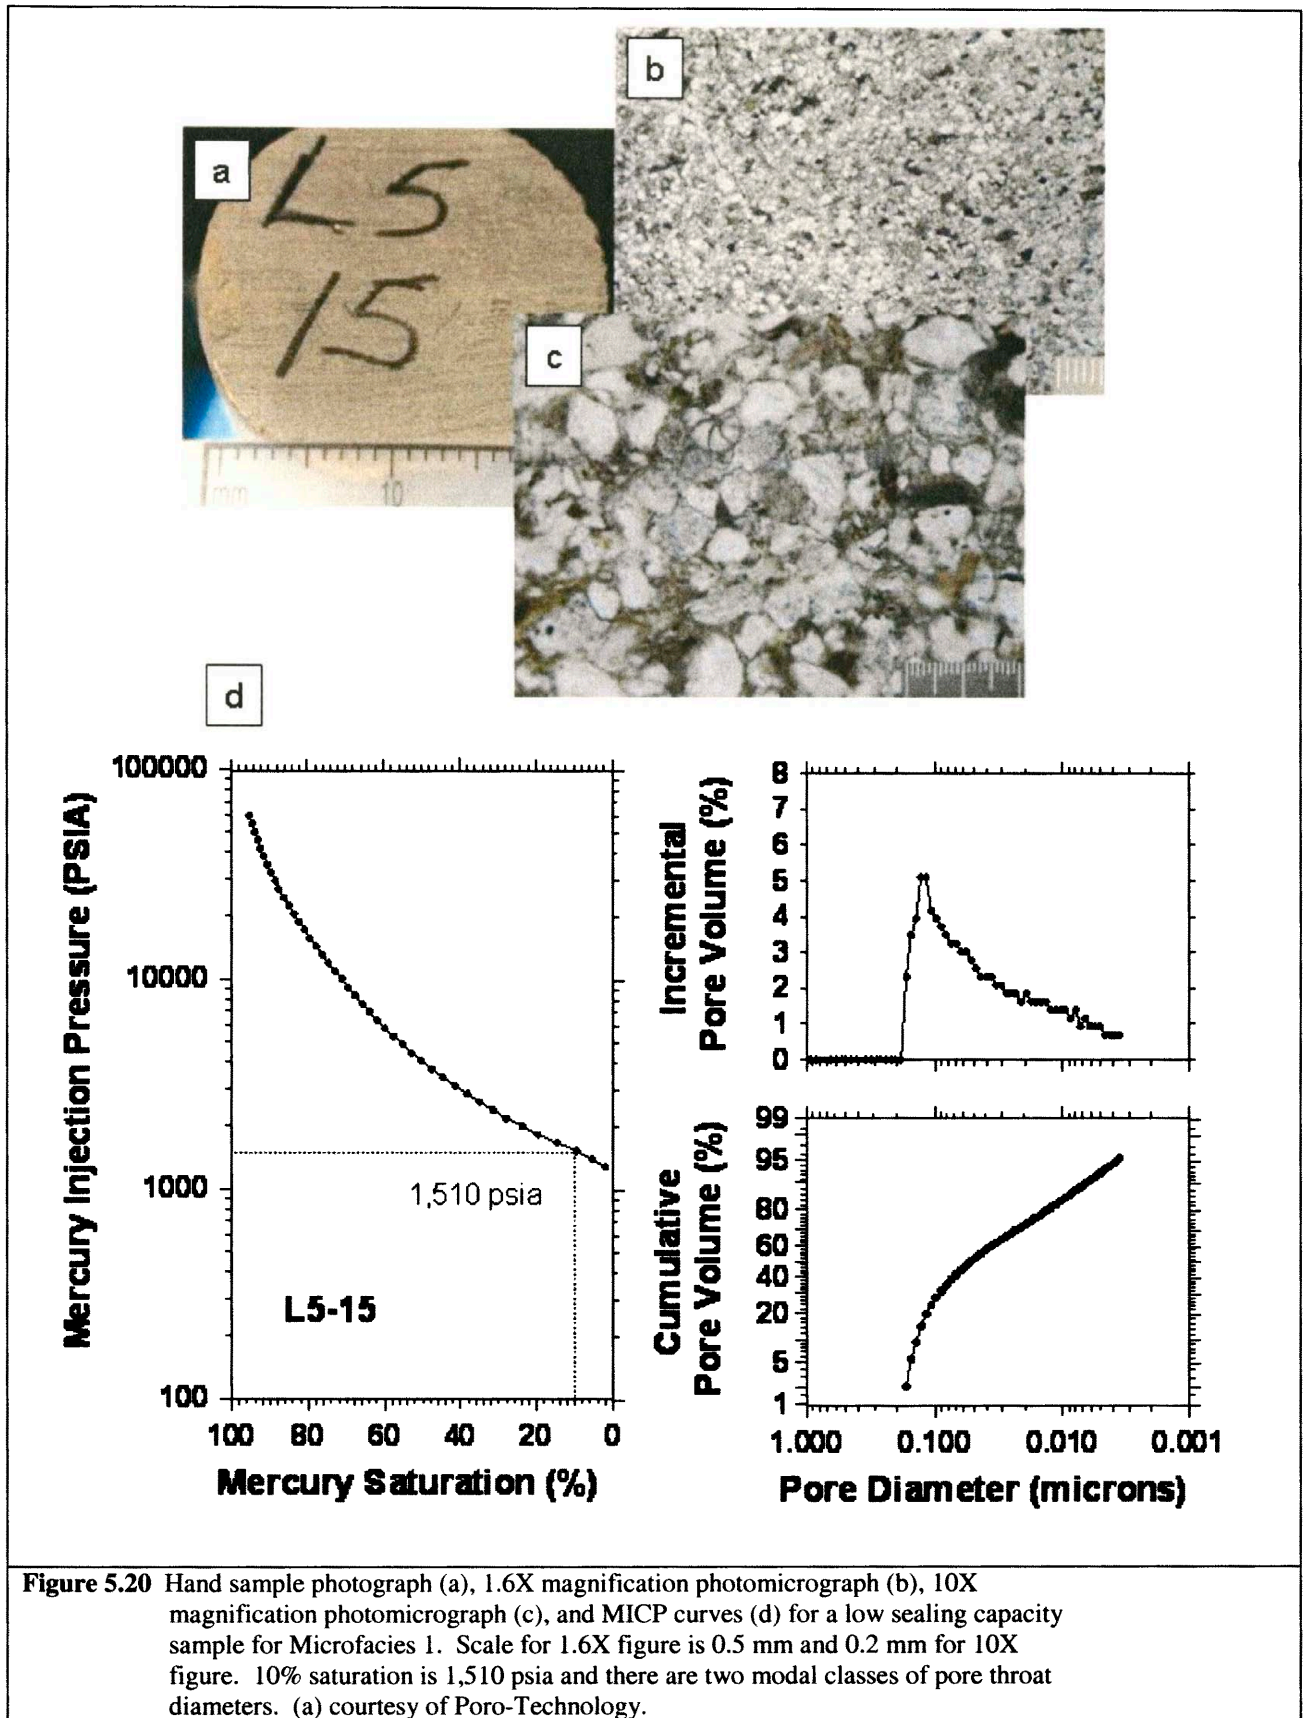 a
L5
15
mm
10
b
c
d
Mercury Injection Pressure (PSIA)
100000
10000
1000
100
1,510 psia
L5-15
100 80 60 40 20 0
Mercury Saturation (%)
Incremental
Pore Volume (%)
8
7
6
5
4
3
2
1
0
Cumulative
Pore Volume (%)
99
95
80
60
40
20
5
1
1.000 0.100 0.010 0.001
Pore Diameter (microns)
Figure 5.20 Hand sample photograph (a), 1.6X magnification photomicrograph (b), 10X
magnification photomicrograph (c), and MICP curves (d) for a low sealing capacity
sample for Microfacies 1. Scale for 1.6X figure is 0.5 mm and 0.2 mm for 10X
figure. 10% saturation is 1,510 psia and there are two modal classes of pore throat
diameters. (a) courtesy of Poro-Technology.